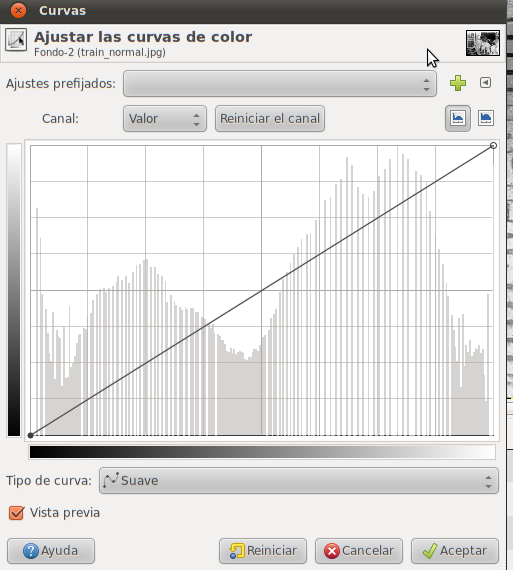 Curvas
Ajustar las curvas de color
Fondo-2 (train_normal.jpg)
Ajustes prefijados:
Canal:
Valor
Reiniciar el canal
Tipo de curva:
Suave
Vista previa
Ayuda
Reiniciar
Cancelar
Aceptar